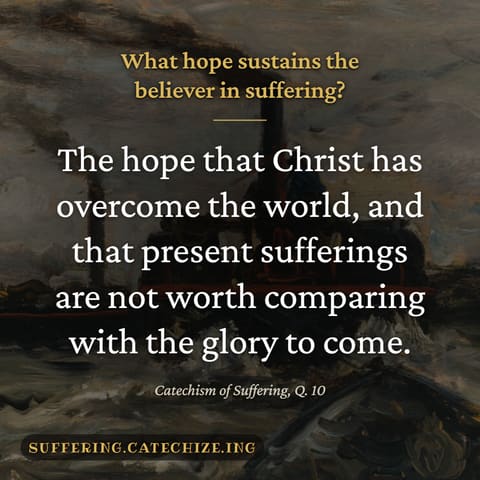 What hope sustains the
believer in suffering?
The hope that Christ has
overcome the world, and
that present sufferings
are not worth comparing
with the glory to come.
Catechism of Suffering, Q. 10
SUFFERING.CATECHIZE.ING